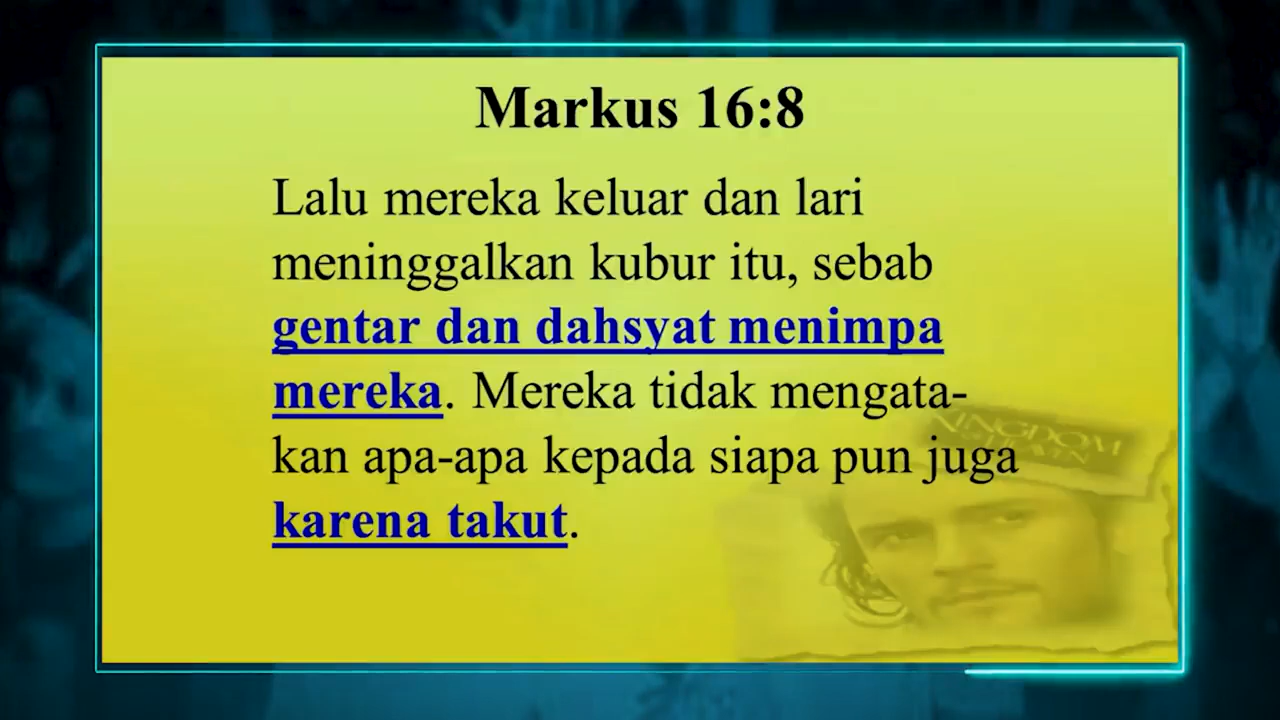 Markus 16:8
Lalu mereka keluar dan lari
meninggalkan kubur itu, sebab
gentar dan dahsyat menimpa
mereka. Mereka tidak mengata-
kan apa-apa kepada siapa pun juga
karena takut.
KINGDOM